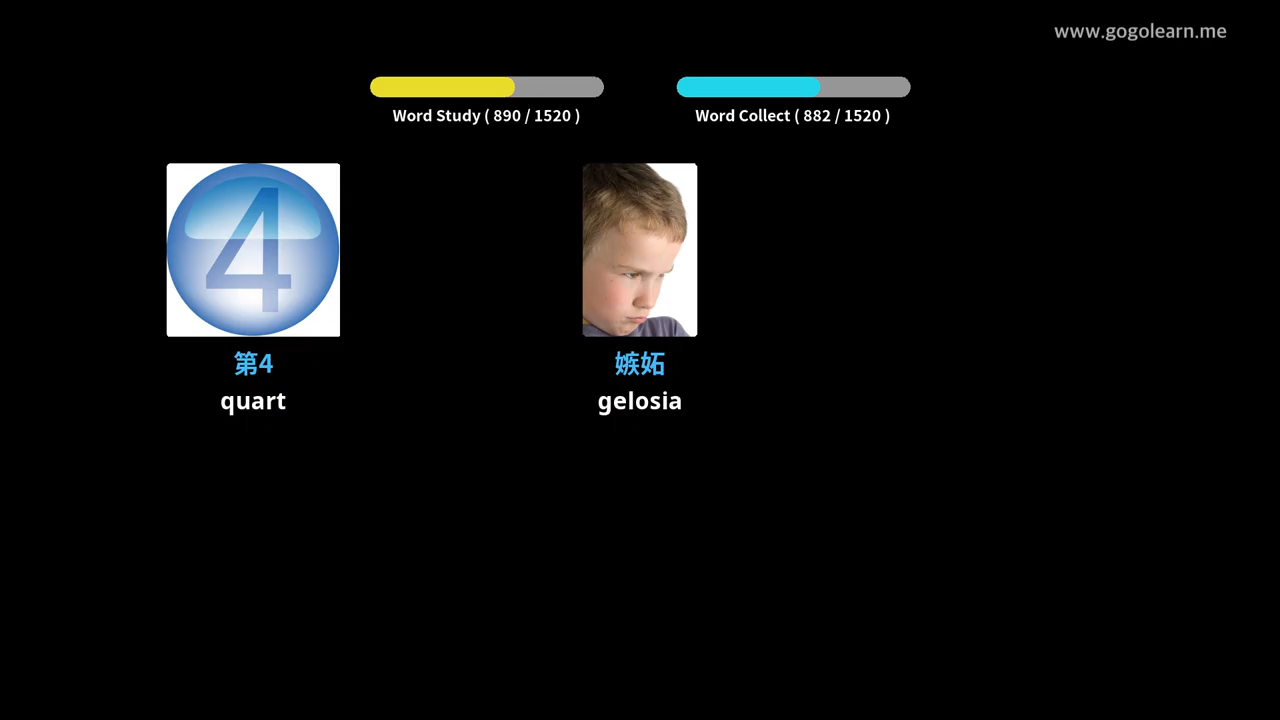 www.gogolearn.me
Word Study ( 890 / 1520 )
Word Collect ( 882 / 1520 )
4
第4
quart
嫉妬
gelosia